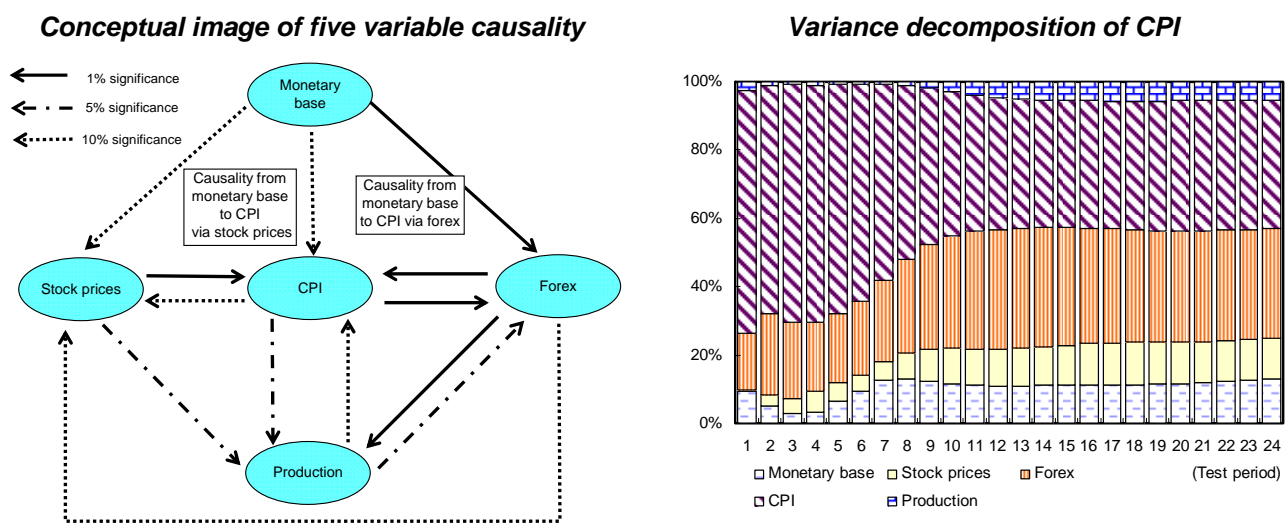 Conceptual image of five variable causality
1% significance
5% significance
10% significance
Monetary
base
Causality from
monetary base
to CPI
via stock prices
Causality from
monetary base
to CPI via forex
Stock prices
CPI
Forex
Production
Variance decomposition of CPI
100%
80%
60%
40%
20%
0%
1 2 3 4 5 6 7 8 9 10 11 12 13 14 15 16 17 18 19 20 21 22 23 24
Monetary base Stock prices Forex (Test period)
CPI Production